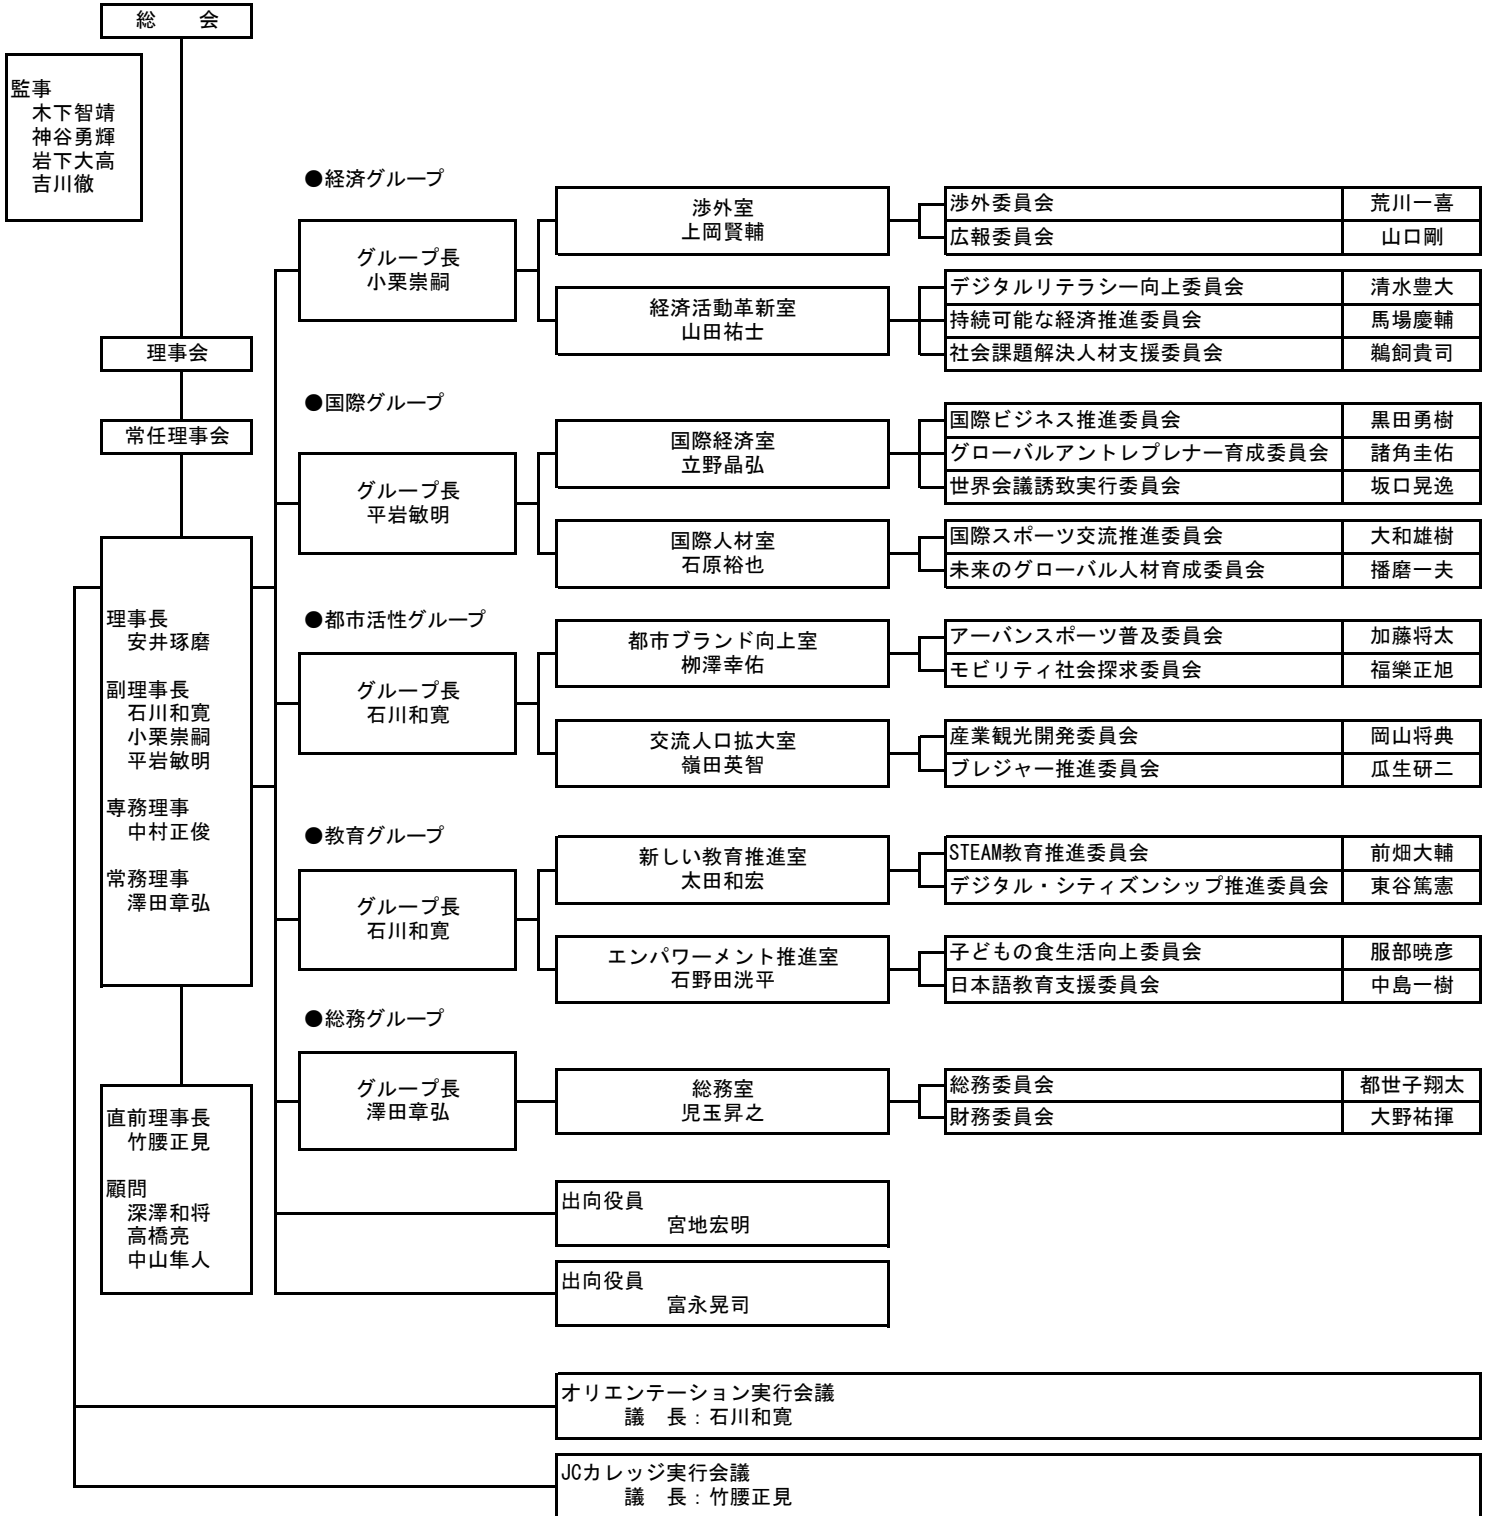 総　会
監事
木下智靖
神谷勇輝
岩下大高
吉川徹
理事会
常任理事会
理事長
安井琢磨
副理事長
石川和寛
小栗崇嗣
平岩敏明
専務理事
中村正俊
常務理事
澤田章弘
直前理事長
竹腰正見
顧問
深澤和将
高橋亮
中山隼人
●経済グループ
グループ長
小栗崇嗣
渉外室
上岡賢輔
渉外委員会 荒川一喜
広報委員会 山口剛
経済活動革新室
山田祐士
デジタルリテラシー向上委員会 清水豊大
持続可能な経済推進委員会 馬場慶輔
社会課題解決人材支援委員会 鵜飼貴司
●国際グループ
グループ長
平岩敏明
国際経済室
立野晶弘
国際ビジネス推進委員会 黒田勇樹
グローバルアントレプレナー育成委員会 諸角圭佑
世界会議誘致実行委員会 坂口晃逸
国際人材室
石原裕也
国際スポーツ交流推進委員会 大和雄樹
未来のグローバル人材育成委員会 播磨一夫
●都市活性グループ
グループ長
石川和寛
都市ブランド向上室
栁澤幸佑
アーバンスポーツ普及委員会 加藤将太
モビリティ社会探求委員会 福樂正旭
交流人口拡大室
嶺田英智
産業観光開発委員会 岡山将典
ブレジャー推進委員会 瓜生研二
●教育グループ
グループ長
石川和寛
新しい教育推進室
太田和宏
STEAM教育推進委員会 前畑大輔
デジタル・シティズンシップ推進委員会 東谷篤憲
エンパワーメント推進室
石野田洸平
子どもの食生活向上委員会 服部暁彦
日本語教育支援委員会 中島一樹
●総務グループ
グループ長
澤田章弘
総務室
児玉昇之
総務委員会 都世子翔太
財務委員会 大野祐揮
出向役員
宮地宏明
出向役員
富永晃司
オリエンテーション実行会議
議　長：石川和寛
JCカレッジ実行会議
議　長：竹腰正見